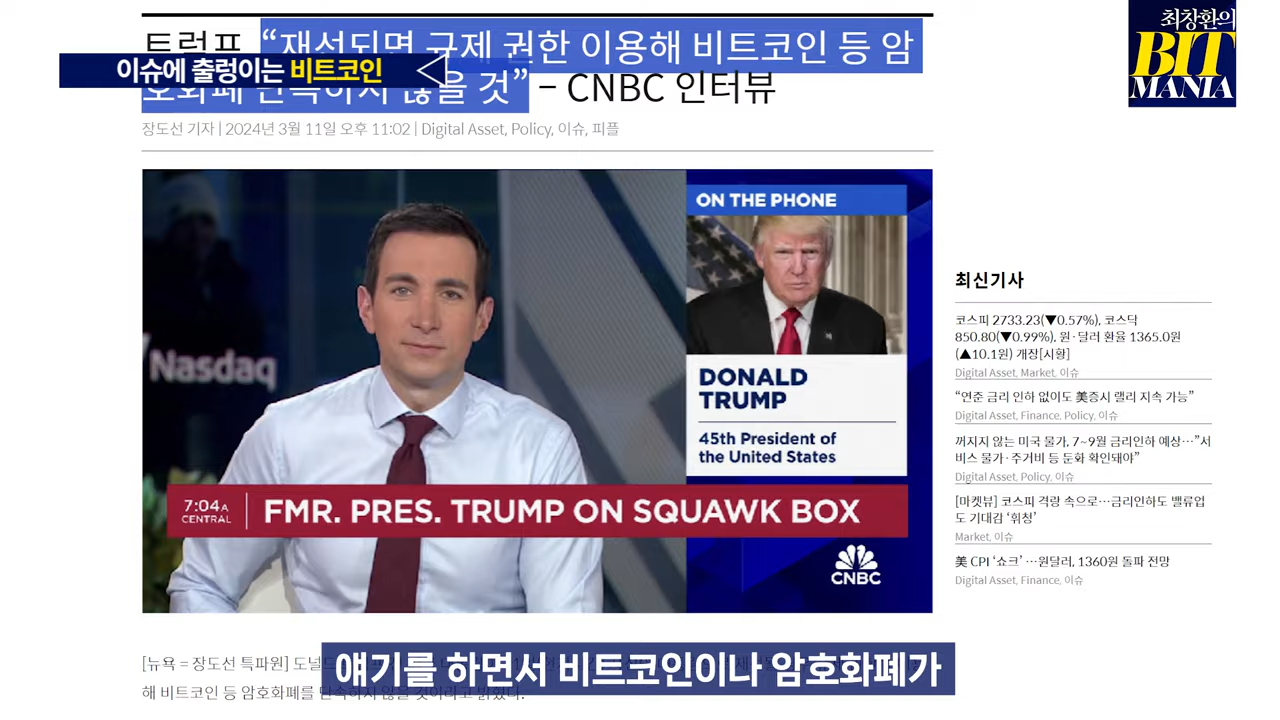 최창환의
BIT
MANIA
트럼프 “재선되면 규제 권한 이용해 비트코인 등 암
호화폐 단속하지 않을 것” – CNBC 인터뷰
이슈에 출렁이는 비트코인
장도선 기자 | 2024년 3월 11일 오후 11:02 | Digital Asset, Policy, 이슈, 피플
Nasdaq
ON THE PHONE
DONALD
TRUMP
45th President of
the United States
7:04A
CENTRAL
FMR. PRES. TRUMP ON SQUAWK BOX
CNBC
최신기사
코스피 2733.23(▼0.57%), 코스닥
850.80(▼0.99%), 원·달러 환율 1365.0원
(▲10.1원) 개장[시황]
Digital Asset, Market, 이슈
“연준 금리 인하 없이도 美증시 랠리 지속 가능”
Digital Asset, Finance, Policy, 이슈
꺼지지 않는 미국 물가, 7~9월 금리인하 예상…”서
비스 물가·주거비 등 둔화 확인돼야”
Digital Asset, Policy, 이슈
[마켓뷰] 코스피 격랑 속으로…금리인하도 밸류업
도 기대감 ‘휘청’
Market, 이슈
美 CPI ‘쇼크’…원달러, 1360원 돌파 전망
Digital Asset, Finance, 이슈
[뉴욕 = 장도선 특파원] 도널
해 비트코인 등 암호화폐를 단속하지 않을 것이라고 밝혔다.
얘기를 하면서 비트코인이나 암호화폐가